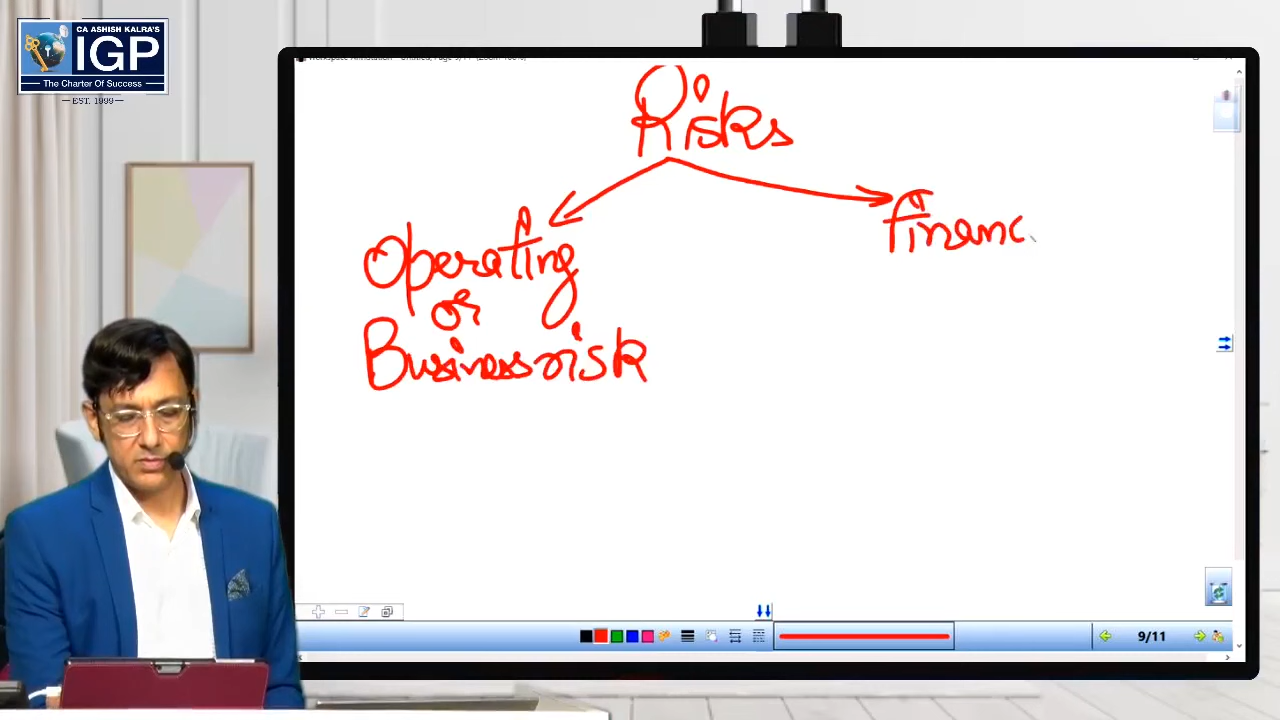 CA ASHISH KALRA'S
IGP
The Charter Of Success
EST. 1999
Risks
Operating
or
Business risk
financ
9/11